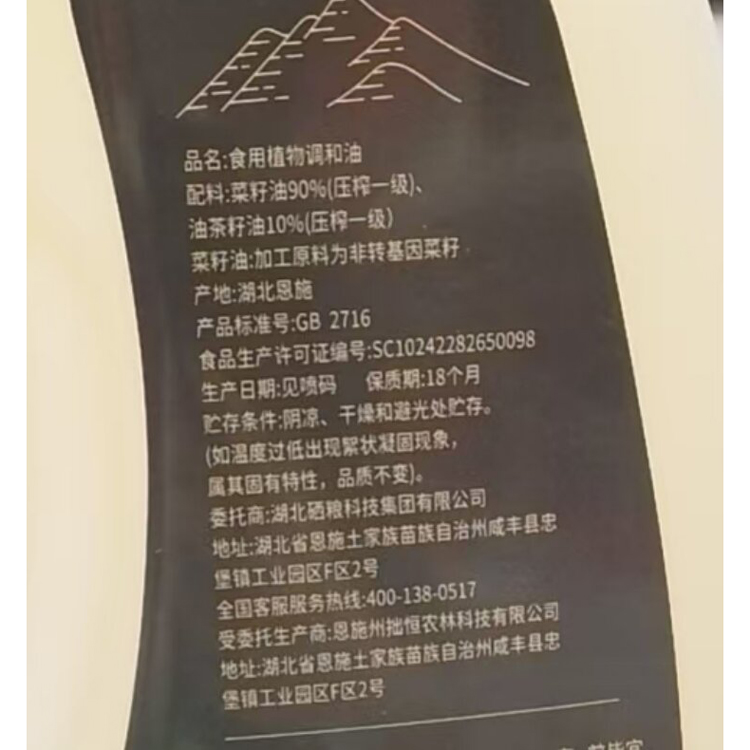 品名:食用植物调和油
配料:菜籽油90%(压榨一级)、
油茶籽油10%(压榨一级)
菜籽油:加工原料为非转基因菜籽
产地:湖北恩施
产品标准号:GB 2716
食品生产许可证编号:SC10242282650098
生产日期:见喷码 保质期:18个月
贮存条件:阴凉、干燥和避光处贮存。
(如温度过低出现絮状凝固现象，
属其固有特性，品质不变)。
委托商:湖北硒粮科技集团有限公司
地址:湖北省恩施土家族苗族自治州咸丰县忠
堡镇工业园区F区2号
全国客服服务热线:400-138-0517
受委托生产商:恩施州拙恒农林科技有限公司
地址:湖北省恩施土家族苗族自治州咸丰县忠
堡镇工业园区F区2号